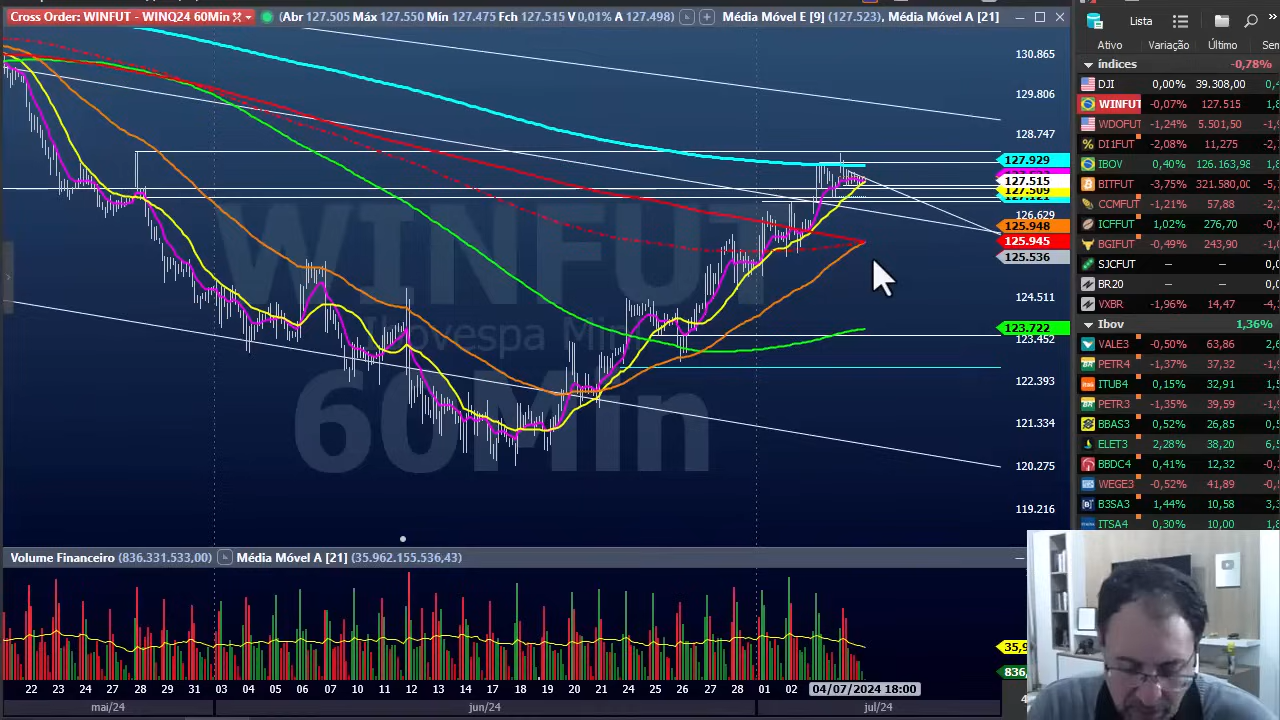 Cross Order: WINFUT - WINQ24 60Min
(Abr 127.505 Máx 127.550 Mín 127.475 Fch 127.515 V 0,01% A 127.498)
Média Móvel E [9] (127.523), Média Móvel A [21]
130.865
129.806
128.747
127.929
127.515
127.509
126.629
125.948
125.945
125.536
124.511
123.722
123.452
122.393
121.334
120.275
119.216
WINFUT
Ibovespa Mini
60Min
Volume Financeiro (836.331.533,00) Média Móvel A [21] (35.962.155.536,43)
35,9
836,
22 23 24 27 28 29 31 03 04 05 06 07 10 11 12 13 14 17 18 19 20 21 24 25 26 27 28 01 02 04/07/2024 18:00
mai/24 jun/24 jul/24
Lista
Ativo Variação Último
índices -0,78%
DJI 0,00% 39.308,00
WINFUT -0,07% 127.515
WDOFUT -1,24% 5.501,50
DI1FUT -2,08% 11,275
IBOV 0,40% 126.163,98
BITFUT -3,75% 321.580,00
CCMFUT -1,21% 57,88
ICFFUT 1,02% 276,70
BGIFUT -0,49% 243,90
SJCFUT – –
BR20 – –
VXBR -1,96% 14,47
Ibov 1,36%
VALE3 -0,50% 63,86
PETR4 -1,37% 37,32
ITUB4 0,15% 32,91
PETR3 -1,35% 39,59
BBAS3 0,52% 26,85
ELET3 2,28% 38,20
BBDC4 0,41% 12,32
WEGE3 -0,52% 41,89
B3SA3 1,44% 10,58
ITSA4 0,30% 10,00